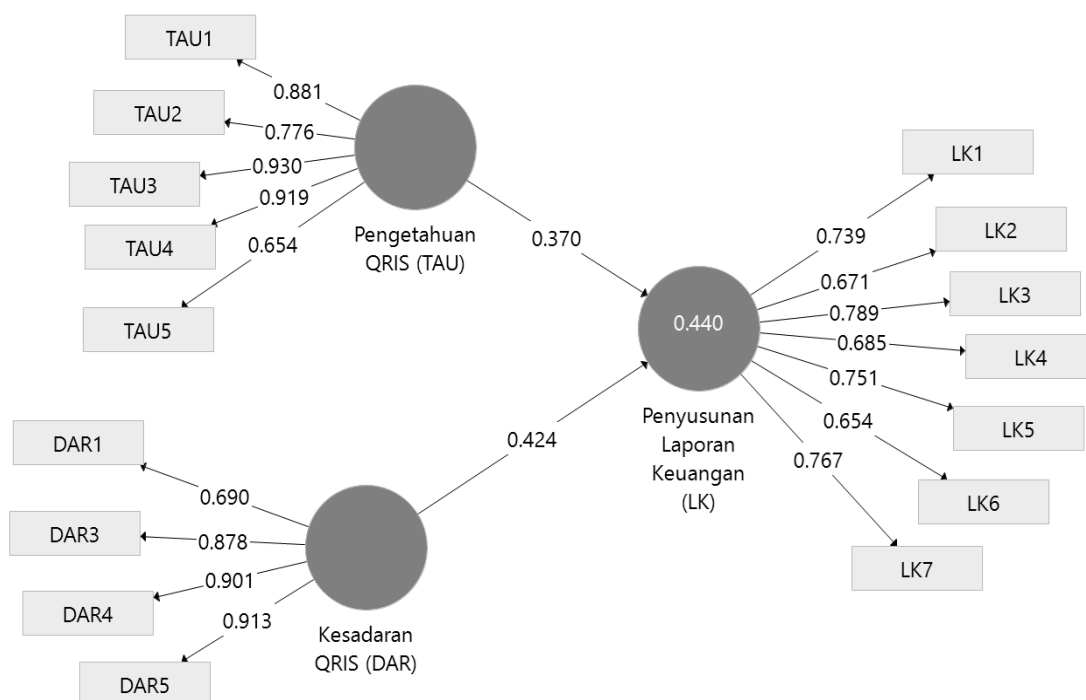 TAU1
0.881
TAU2
0.776
TAU3
0.930
TAU4
0.919
TAU5
0.654
Pengetahuan
QRIS (TAU)
0.370
DAR1
0.690
DAR3
0.878
DAR4
0.901
DAR5
0.913
Kesadaran
QRIS (DAR)
0.424
0.440
Penyusunan
Laporan
Keuangan
(LK)
LK1
0.739
LK2
0.671
LK3
0.789
LK4
0.685
LK5
0.751
LK6
0.654
LK7
0.767